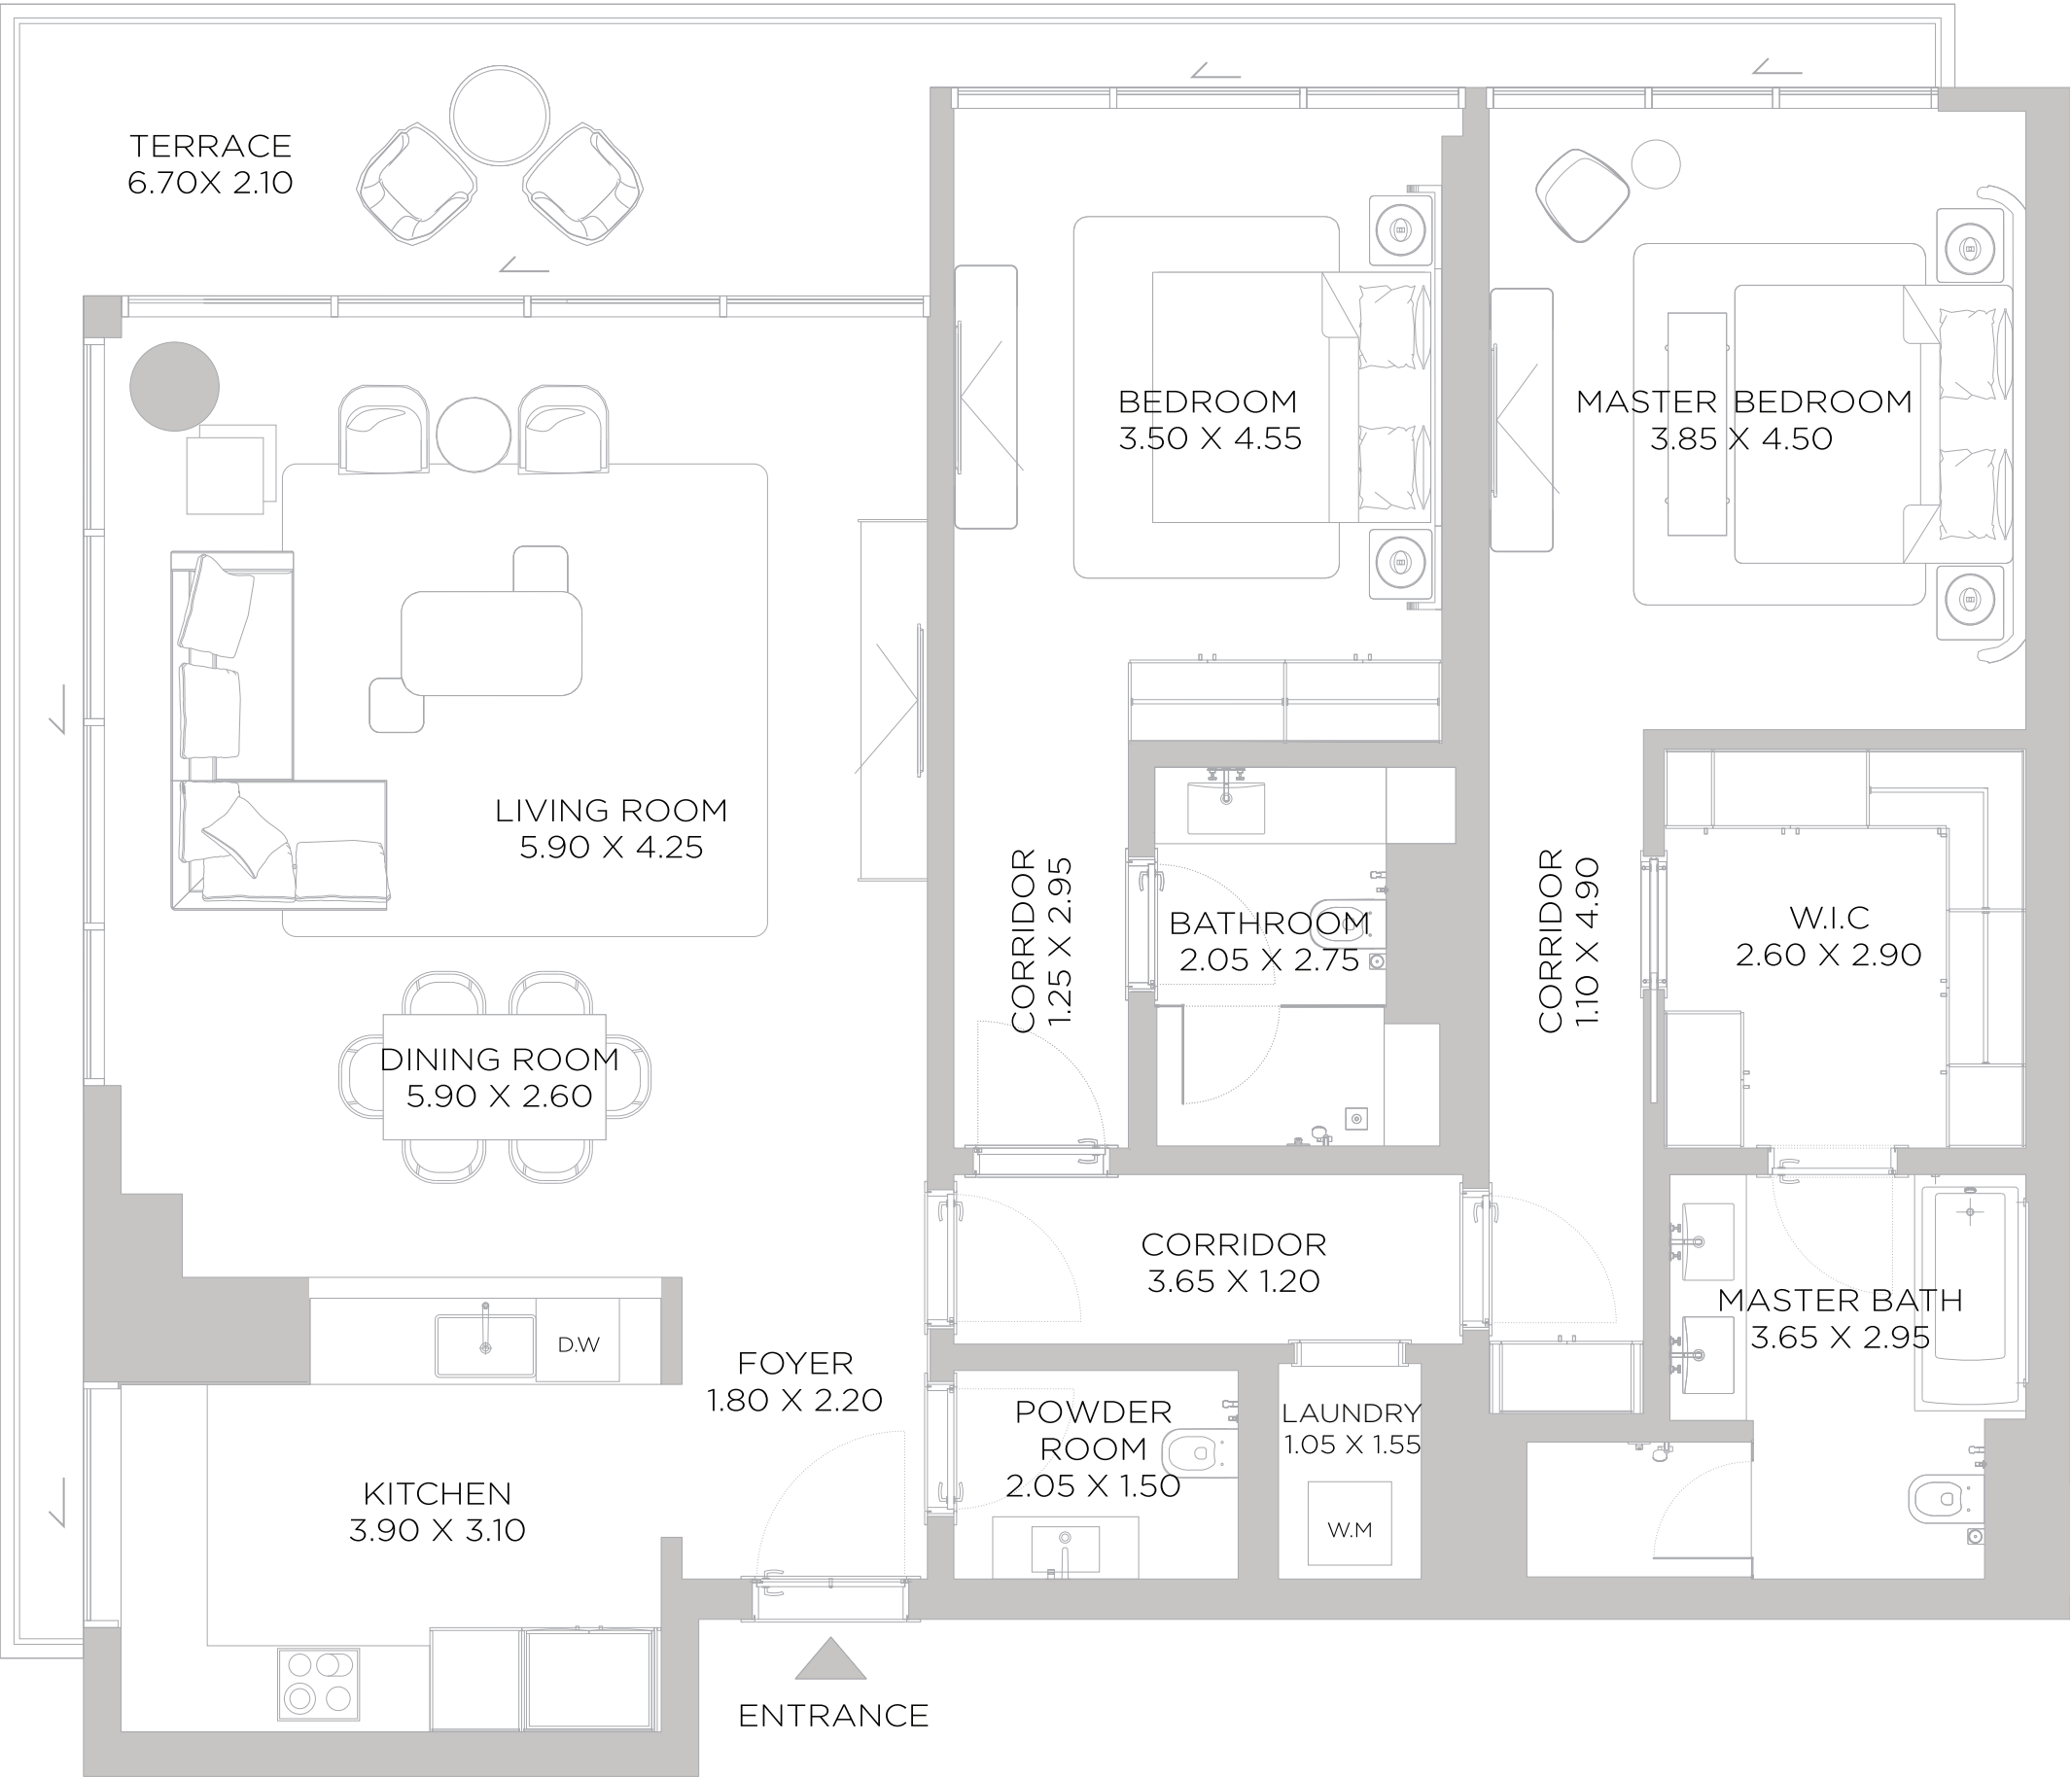 TERRACE
6.70X 2.10
BEDROOM
3.50 X 4.55
MASTER BEDROOM
3.85 X 4.50
LIVING ROOM
5.90 X 4.25
CORRIDOR
1.25 X 2.95
BATHROOM
2.05 X 2.75
CORRIDOR
1.10 X 4.90
W.I.C
2.60 X 2.90
DINING ROOM
5.90 X 2.60
CORRIDOR
3.65 X 1.20
MASTER BATH
3.65 X 2.95
D.W
FOYER
1.80 X 2.20
POWDER
ROOM
2.05 X 1.50
LAUNDRY
1.05 X 1.55
W.M
KITCHEN
3.90 X 3.10
ENTRANCE